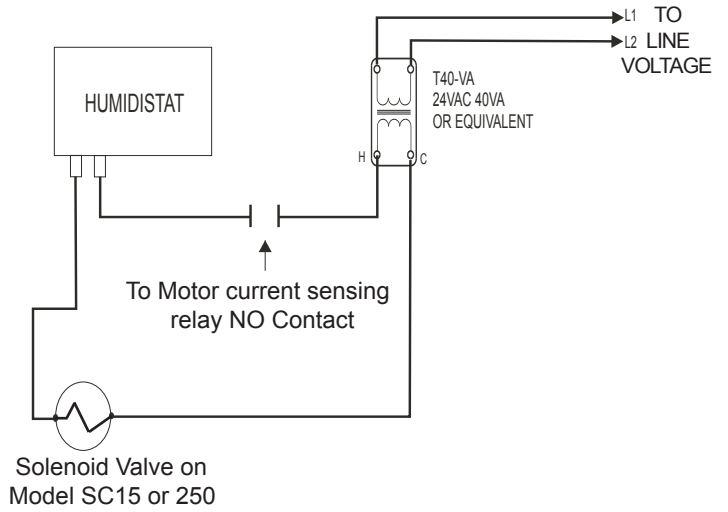 L1 TO
L2 LINE
VOLTAGE
T40-VA
24VAC 40VA
OR EQUIVALENT
HUMIDISTAT
H
C
To Motor current sensing
relay NO Contact
Solenoid Valve on
Model SC15 or 250